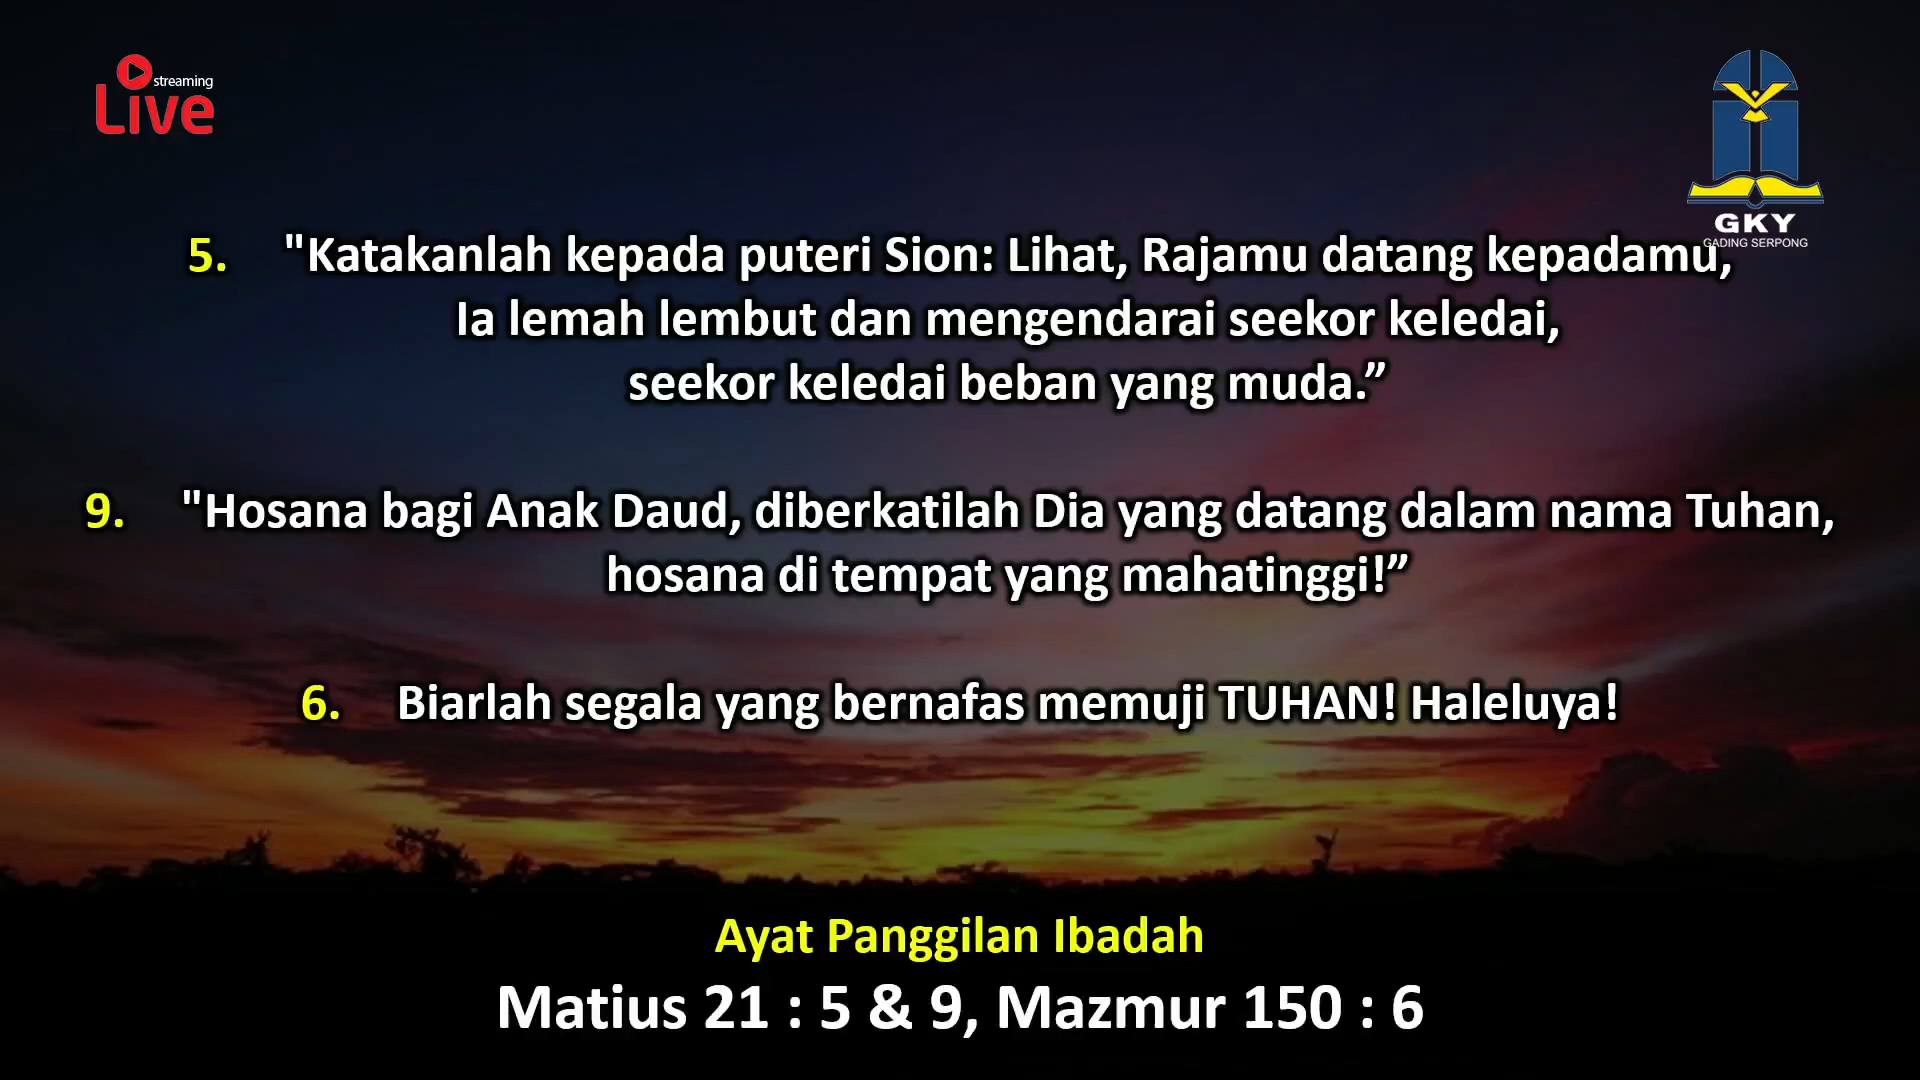 streaming
Live
GKY
GADING SERPONG
5. "Katakanlah kepada puteri Sion: Lihat, Rajamu datang kepadamu,
Ia lemah lembut dan mengendarai seekor keledai,
seekor keledai beban yang muda.”
9. "Hosana bagi Anak Daud, diberkatilah Dia yang datang dalam nama Tuhan,
hosana di tempat yang mahatinggi!”
6. Biarlah segala yang bernafas memuji TUHAN! Haleluya!
Ayat Panggilan Ibadah
Matius 21 : 5 & 9, Mazmur 150 : 6